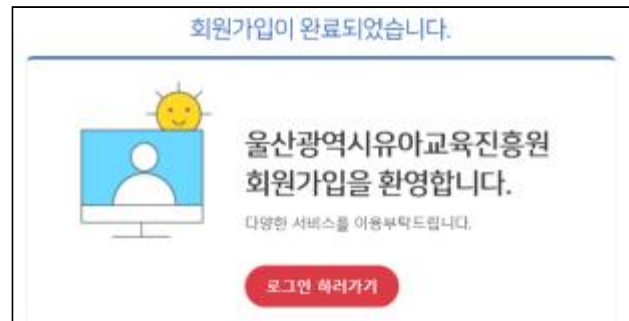 회원가입이 완료되었습니다.
울산광역시유아교육진흥원
회원가입을 환영합니다.
다양한 서비스를 이용부탁드립니다.
로그인 하러가기